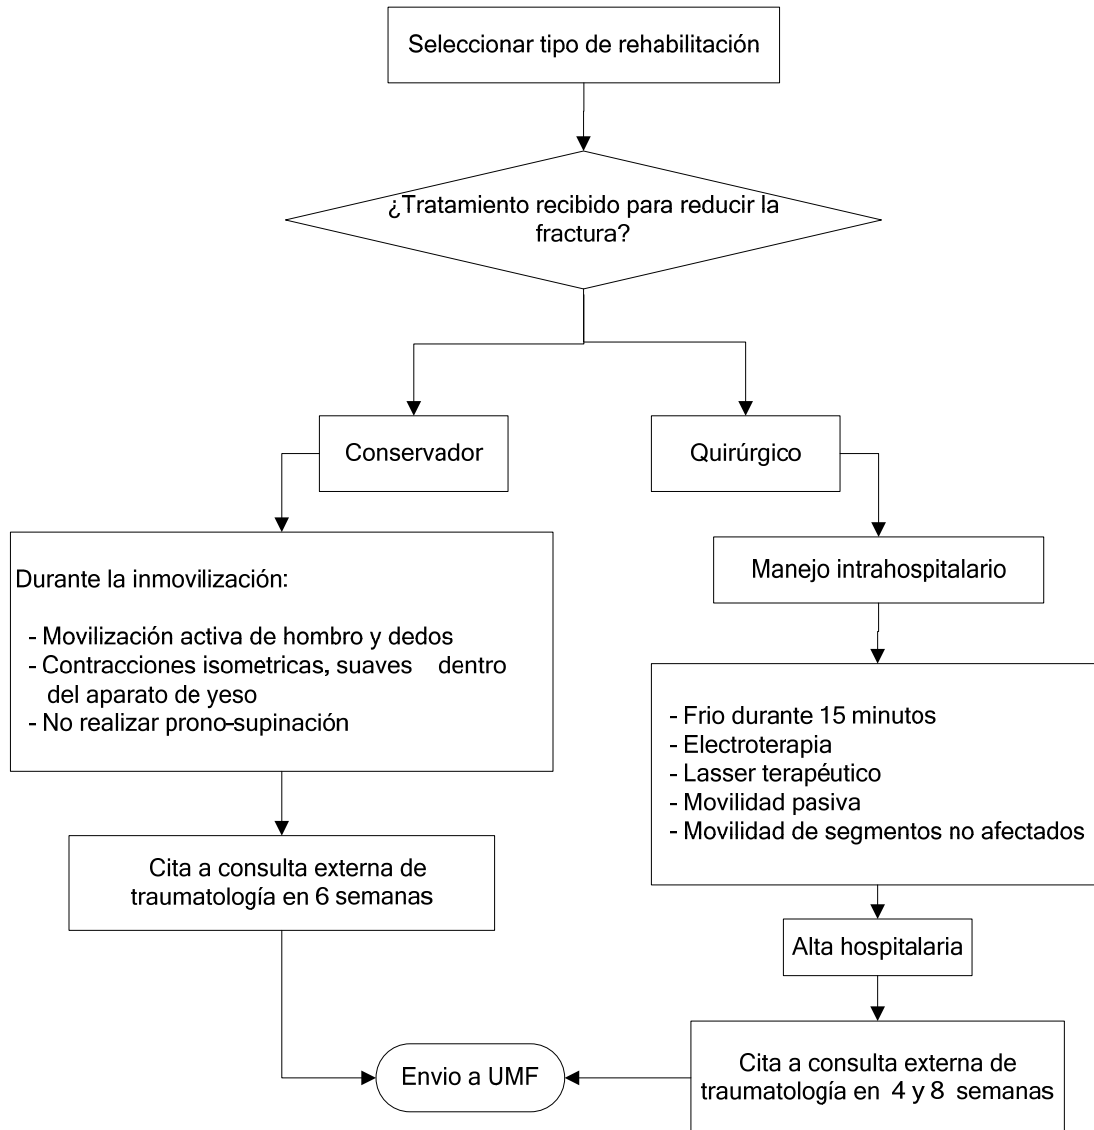 Seleccionar tipo de rehabilitación
¿Tratamiento recibido para reducir la
fractura?
Conservador
Quirúrgico
Durante la inmovilización:
- Movilización activa de hombro y dedos
- Contracciones isometricas, suaves dentro
del aparato de yeso
- No realizar prono-supinación
Manejo intrahospitalario
- Frio durante 15 minutos
- Electroterapia
- Lasser terapéutico
- Movilidad pasiva
- Movilidad de segmentos no afectados
Cita a consulta externa de
traumatología en 6 semanas
Alta hospitalaria
Cita a consulta externa de
traumatología en 4 y 8 semanas
Envio a UMF